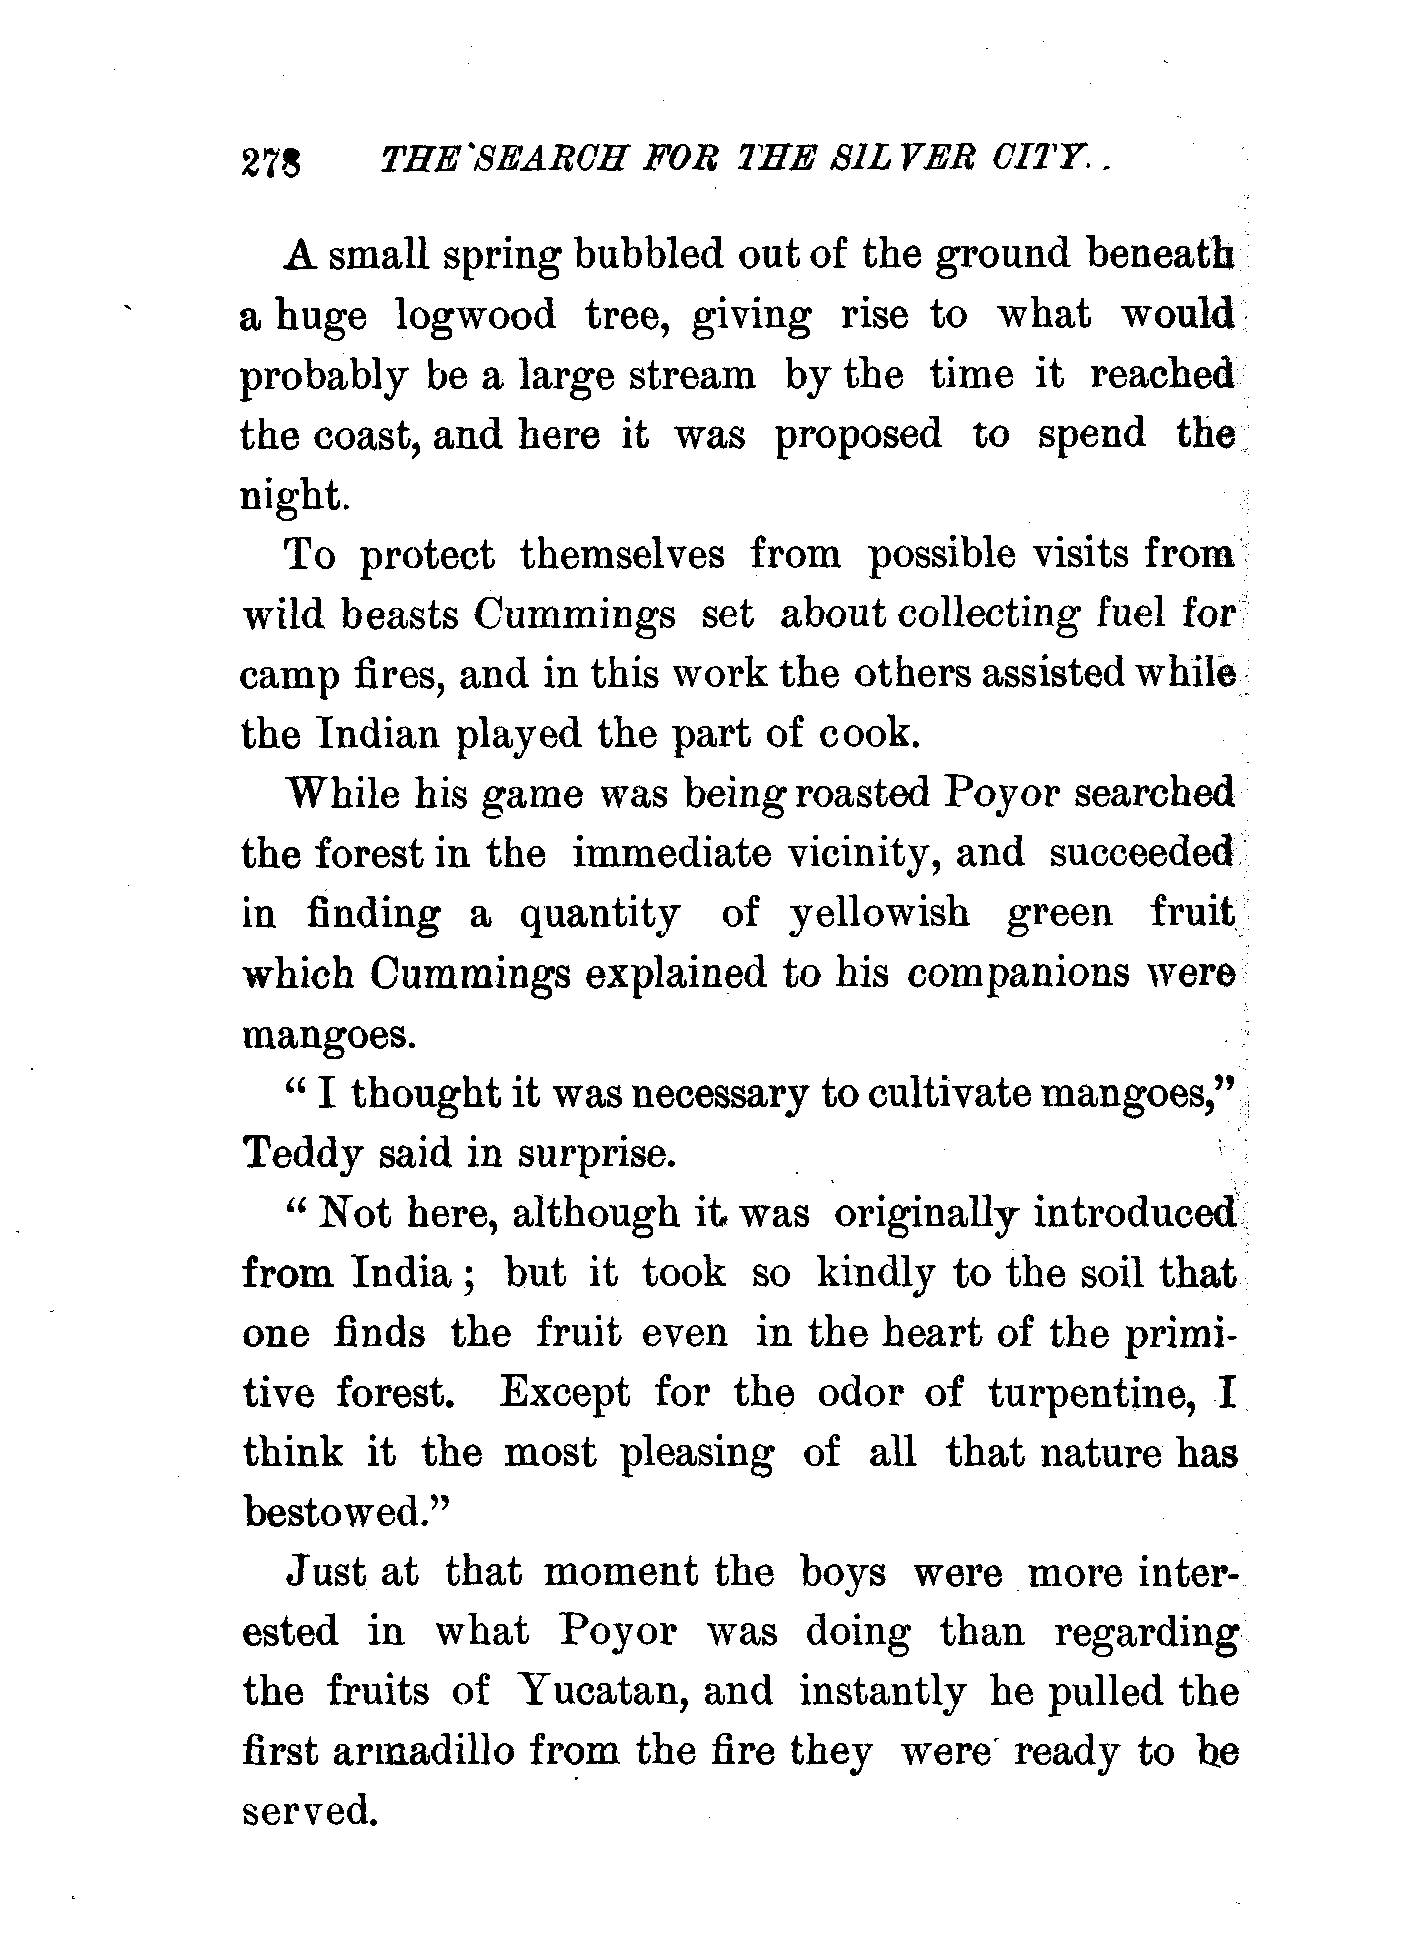 278 THE SEARCH FOR THE SILVER CITY.
A small spring bubbled out of the ground beneath
a huge logwood tree, giving rise to what would
probably be a large stream by the time it reached
the coast, and here it was proposed to spend the
night.
To protect themselves from possible visits from
wild beasts Cummings set about collecting fuel for
camp fires, and in this work the others assisted while
the Indian played the part of cook.
While his game was being roasted Poyor searched
the forest in the immediate vicinity, and succeeded
in finding a quantity of yellowish green fruit
which Cummings explained to his companions were
mangoes.
“ I thought it was necessary to cultivate mangoes,”
Teddy said in surprise.
“ Not here, although it was originally introduced
from India ; but it took so kindly to the soil that
one finds the fruit even in the heart of the primi-
tive forest. Except for the odor of turpentine, I
think it the most pleasing of all that nature has
bestowed.”
Just at that moment the boys were more inter-
ested in what Poyor was doing than regarding
the fruits of Yucatan, and instantly he pulled the
first armadillo from the fire they were ready to be
served.